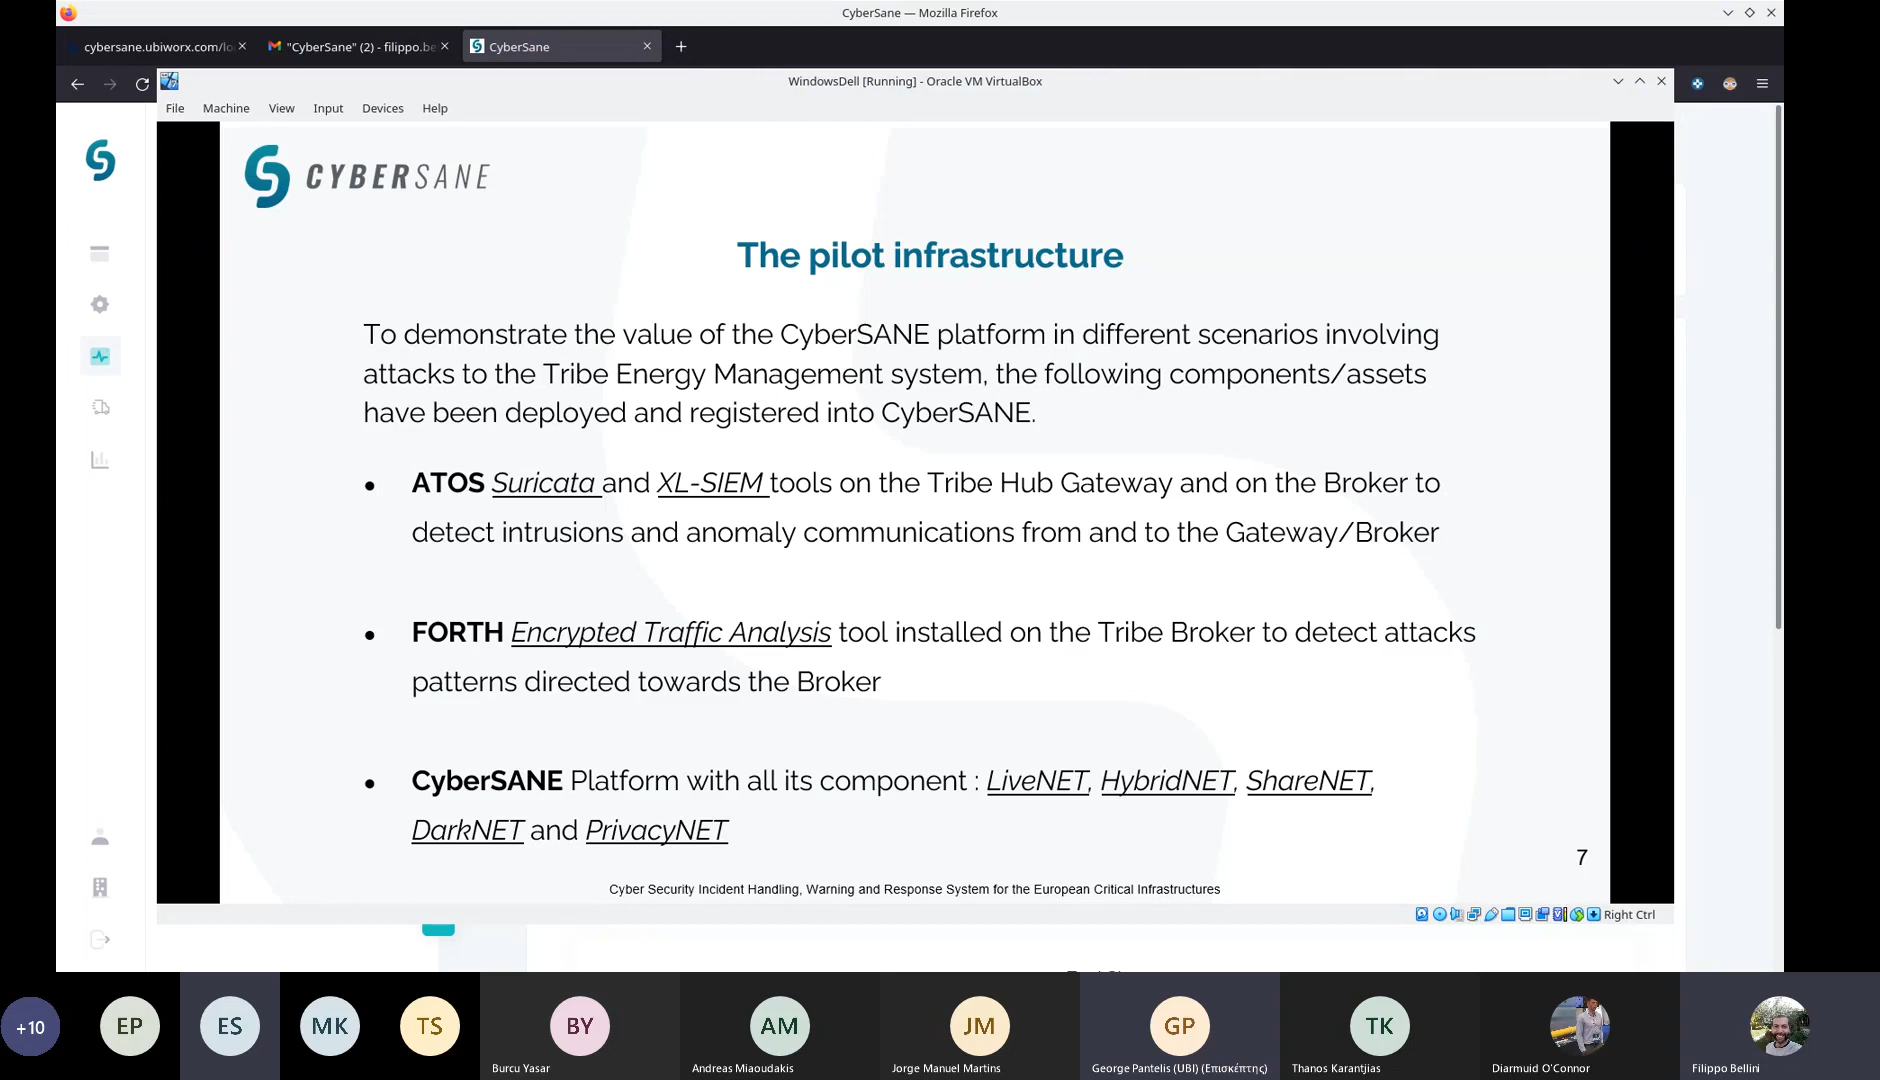 CyberSane — Mozilla Firefox
cybersane.ubiworx.com/lo
"CyberSane" (2) - filippo.be
CyberSane
WindowsDell [Running] - Oracle VM VirtualBox
File Machine View Input Devices Help
CYBERSANE
The pilot infrastructure
To demonstrate the value of the CyberSANE platform in different scenarios involving
attacks to the Tribe Energy Management system, the following components/assets
have been deployed and registered into CyberSANE.
● ATOS Suricata and XL-SIEM tools on the Tribe Hub Gateway and on the Broker to
detect intrusions and anomaly communications from and to the Gateway/Broker
● FORTH Encrypted Traffic Analysis tool installed on the Tribe Broker to detect attacks
patterns directed towards the Broker
● CyberSANE Platform with all its component : LiveNET, HybridNET, ShareNET,
DarkNET and PrivacyNET
7
Cyber Security Incident Handling, Warning and Response System for the European Critical Infrastructures
Right Ctrl
+10 EP ES MK TS BY AM JM GP TK
Burcu Yasar
Andreas Miaoudakis
Jorge Manuel Martins
George Pantelis (UBI) (Επισκέπτης)
Thanos Karantjias
Diarmuid O'Connor
Filippo Bellini